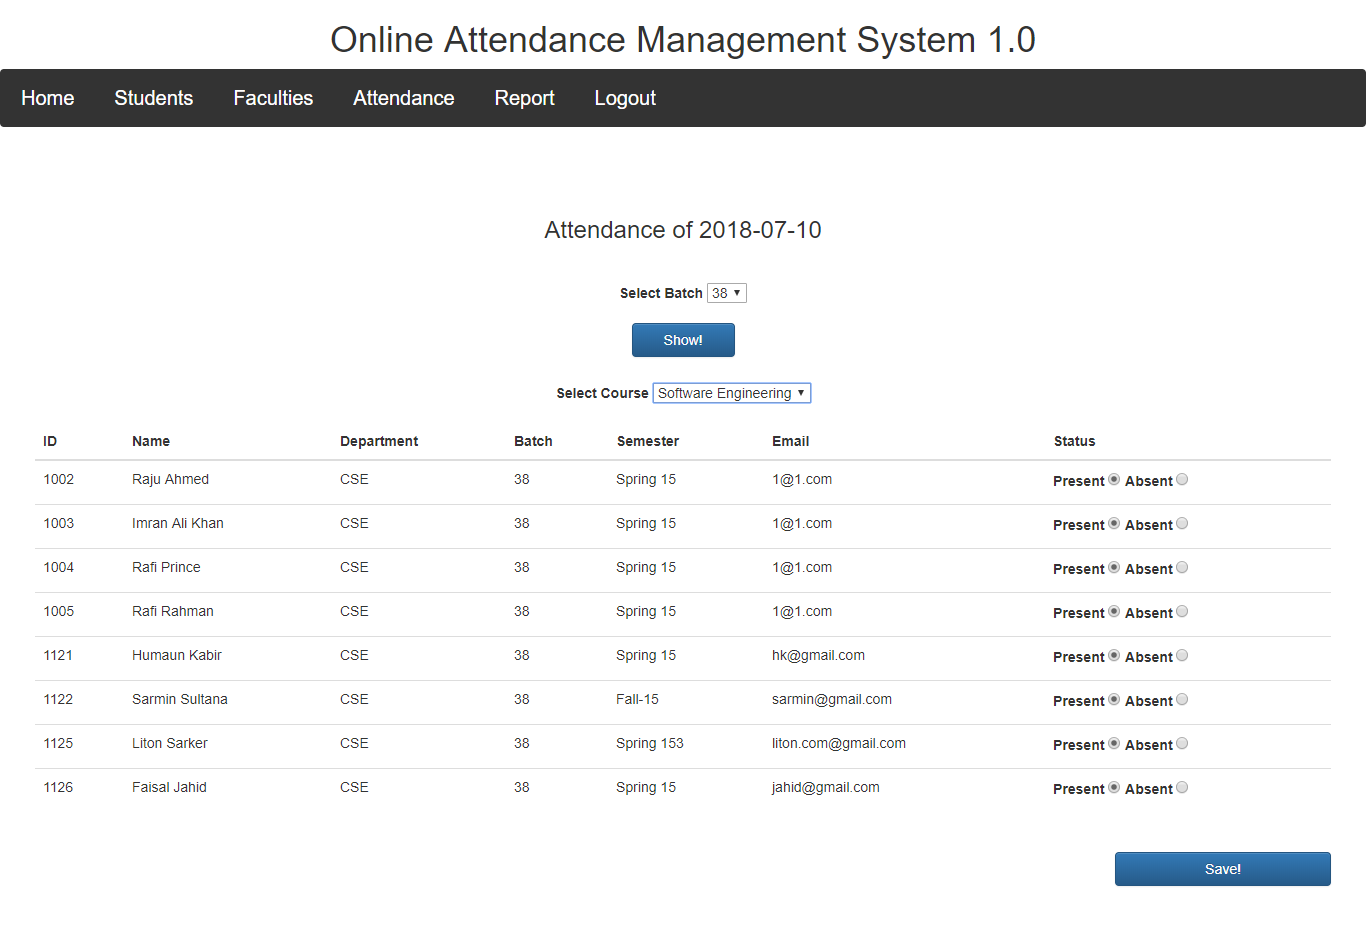 Online Attendance Management System 1.0
Home Students Faculties Attendance Report Logout
Attendance of 2018-07-10
Select Batch 38
Show!
Select Course Software Engineering
ID Name Department Batch Semester Email Status
1002 Raju Ahmed CSE 38 Spring 15 1@1.com Present Absent
1003 Imran Ali Khan CSE 38 Spring 15 1@1.com Present Absent
1004 Rafi Prince CSE 38 Spring 15 1@1.com Present Absent
1005 Rafi Rahman CSE 38 Spring 15 1@1.com Present Absent
1121 Humaun Kabir CSE 38 Spring 15 hk@gmail.com Present Absent
1122 Sarmin Sultana CSE 38 Fall-15 sarmin@gmail.com Present Absent
1125 Liton Sarker CSE 38 Spring 153 liton.com@gmail.com Present Absent
1126 Faisal Jahid CSE 38 Spring 15 jahid@gmail.com Present Absent
Save!